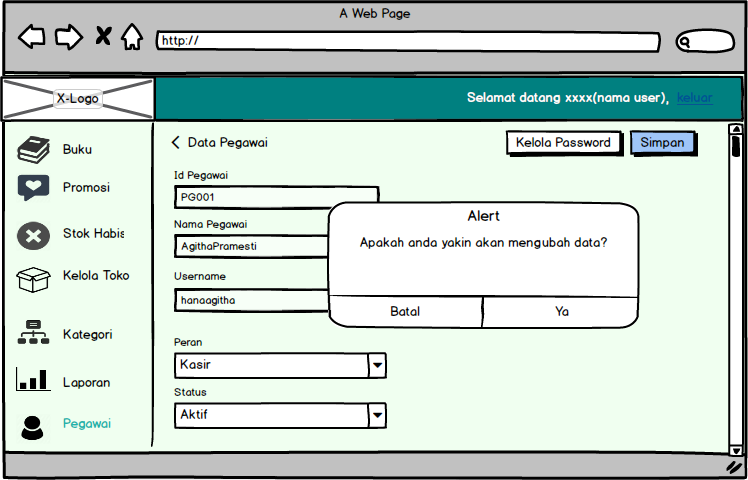 A Web Page
http://
X-Logo
Selamat datang xxxx(nama user), keluar
Buku
Promosi
Stok Habis
Kelola Toko
Kategori
Laporan
Pegawai
Data Pegawai
Kelola Password
Simpan
Id Pegawai
PG001
Nama Pegawai
AgithaPramesti
Username
hanaagitha
Peran
Kasir
Status
Aktif
Alert
Apakah anda yakin akan mengubah data?
Batal
Ya